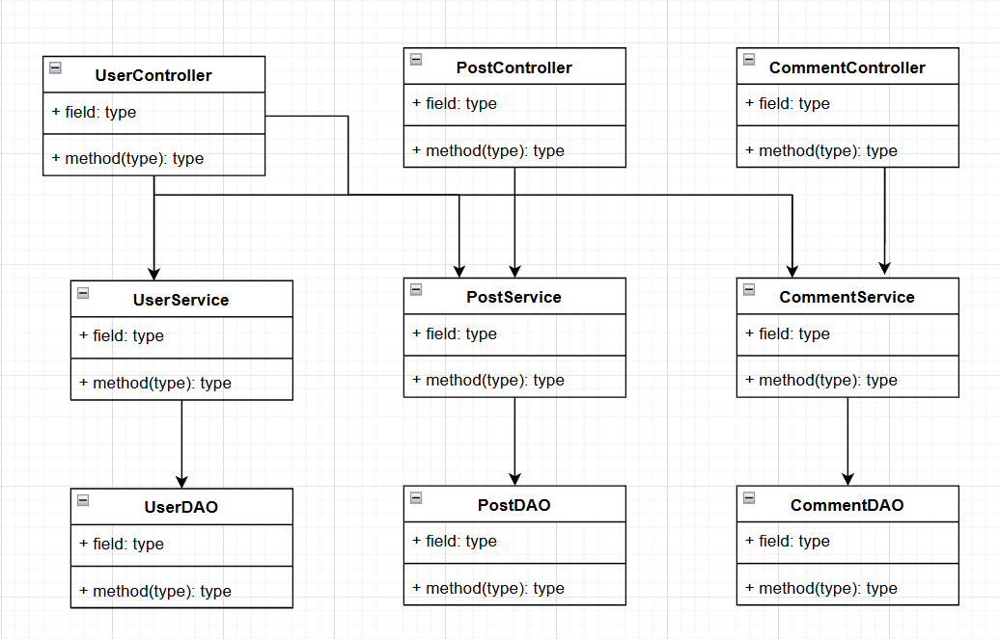 UserController
+ field: type
+ method(type): type
PostController
+ field: type
+ method(type): type
CommentController
+ field: type
+ method(type): type
UserService
+ field: type
+ method(type): type
PostService
+ field: type
+ method(type): type
CommentService
+ field: type
+ method(type): type
UserDAO
+ field: type
+ method(type): type
PostDAO
+ field: type
+ method(type): type
CommentDAO
+ field: type
+ method(type): type